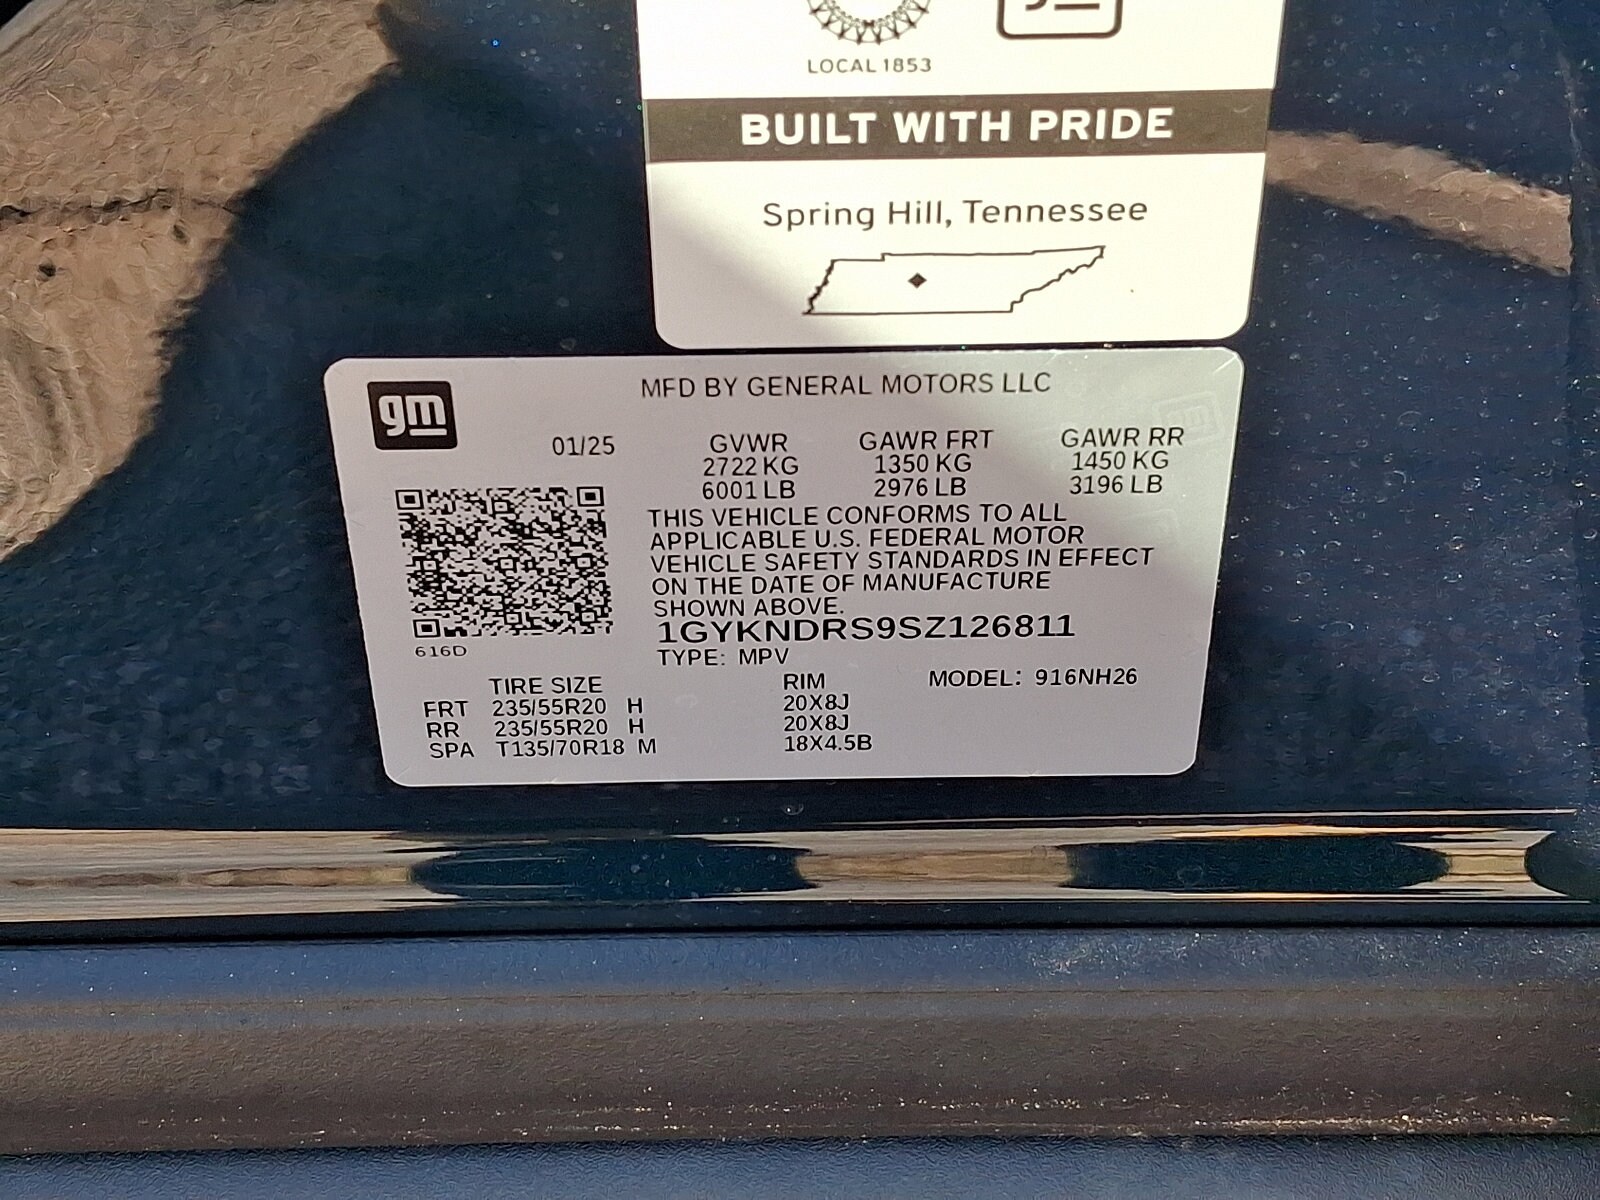 LOCAL 1853
BUILT WITH PRIDE
Spring Hill, Tennessee
gm
MFD BY GENERAL MOTORS LLC
01/25 GVWR GAWR FRT GAWR RR
2722 KG 1350 KG 1450 KG
6001 LB 2976 LB 3196 LB
THIS VEHICLE CONFORMS TO ALL
APPLICABLE U.S. FEDERAL MOTOR
VEHICLE SAFETY STANDARDS IN EFFECT
ON THE DATE OF MANUFACTURE
SHOWN ABOVE.
1GYKNDRS9SZ126811
616D
TYPE: MPV
TIRE SIZE RIM MODEL: 916NH26
FRT 235/55R20 H 20X8J
RR 235/55R20 H 20X8J
SPA T135/70R18 M 18X4.5B